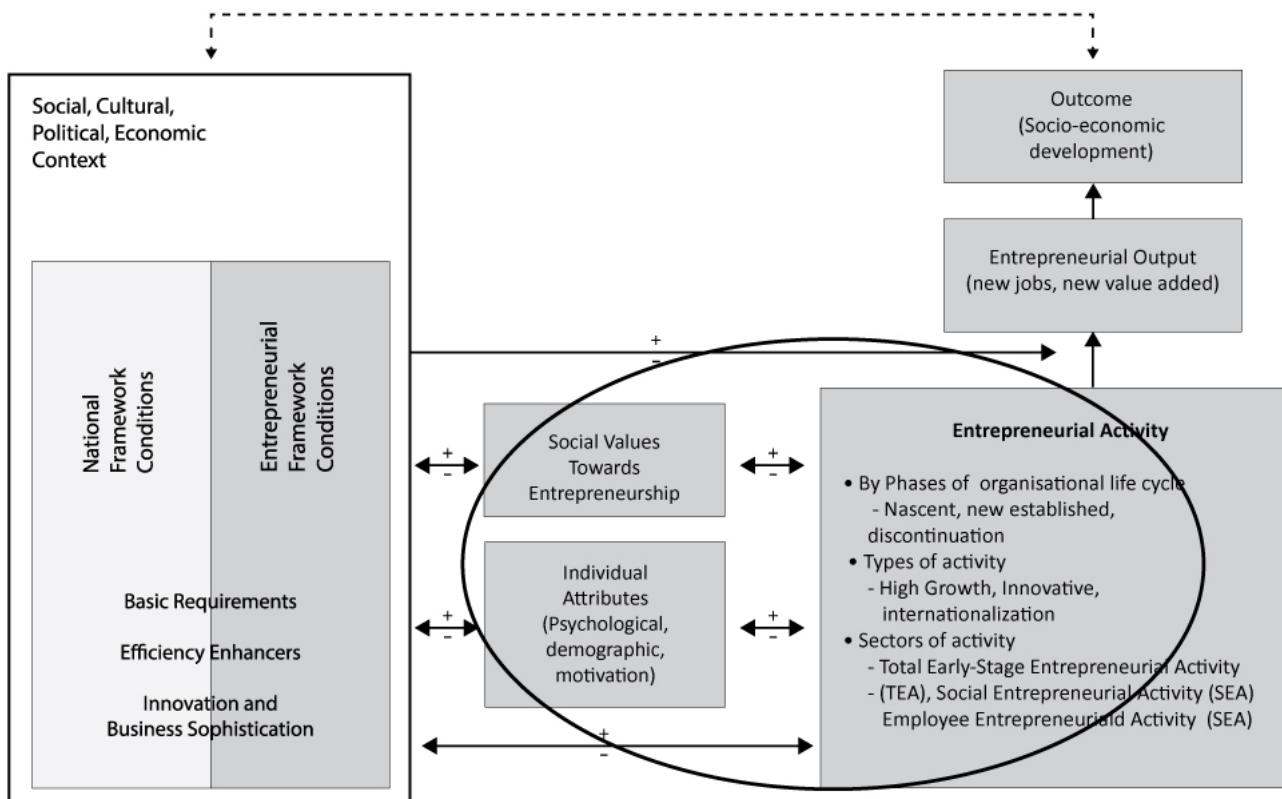 Social, Cultural,
Political, Economic
Context
National
Framework
Conditions
Entrepreneurial
Framework
Conditions
Basic Requirements
Efficiency Enhancers
Innovation and
Business Sophistication
+
–
+
–
+
–
+
–
Social Values
Towards
Entrepreneurship
Individual
Attributes
(Psychological,
demographic,
motivation)
+
–
+
–
Outcome
(Socio-economic
development)
Entrepreneurial Output
(new jobs, new value added)
Entrepreneurial Activity
• By Phases of organisational life cycle
- Nascent, new established,
discontinuation
• Types of activity
- High Growth, Innovative,
internationalization
• Sectors of activity
- Total Early-Stage Entrepreneurial Activity
- (TEA), Social Entrepreneurial Activity (SEA)
Employee Entrepreneuriald Activity (SEA)